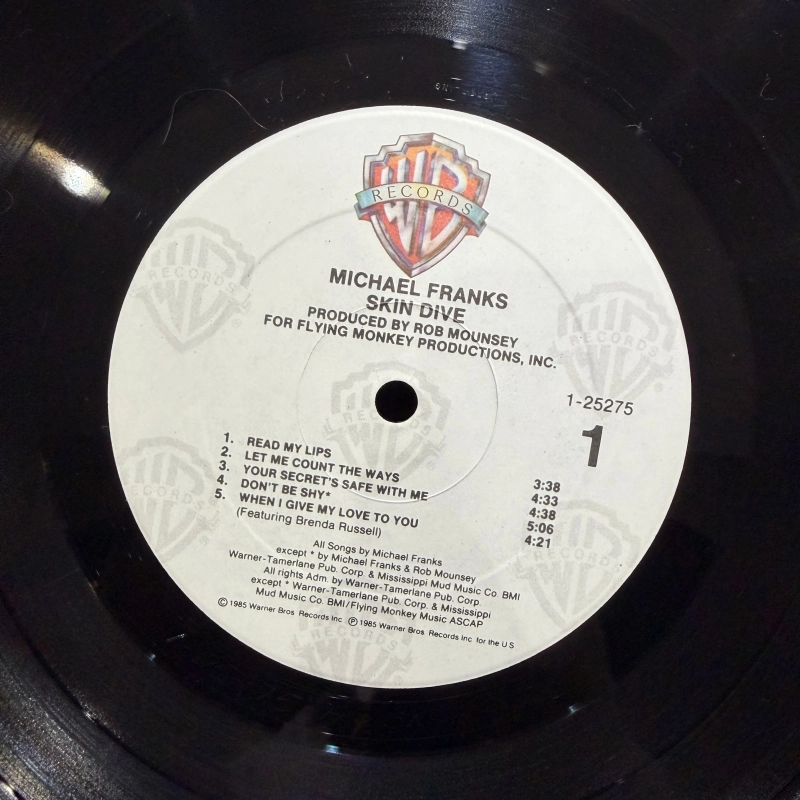 WB
RECORDS
MICHAEL FRANKS
SKIN DIVE
PRODUCED BY ROB MOUNSEY
FOR FLYING MONKEY PRODUCTIONS, INC.
1-25275
1
1. READ MY LIPS 3:38
2. LET ME COUNT THE WAYS 4:33
3. YOUR SECRET'S SAFE WITH ME 4:38
4. DON'T BE SHY* 5:06
5. WHEN I GIVE MY LOVE TO YOU 4:21
(Featuring Brenda Russell)
All Songs by Michael Franks
except * by Michael Franks & Rob Mounsey
Warner-Tamerlane Pub. Corp. & Mississippi Mud Music Co. BMI
All rights Adm. by Warner-Tamerlane Pub. Corp.
except * Warner-Tamerlane Pub. Corp. & Mississippi
Mud Music Co. BMI/Flying Monkey Music ASCAP
© 1985 Warner Bros. Records Inc ℗ 1985 Warner Bros. Records Inc for the U S